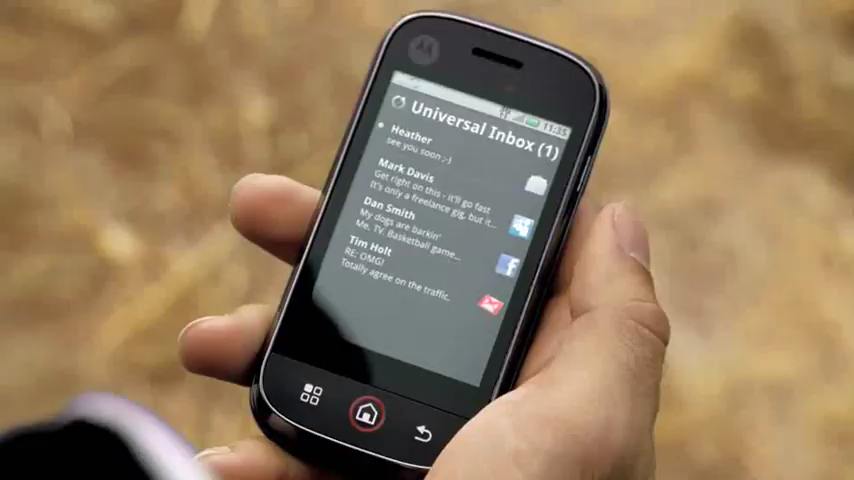 11:35
Universal Inbox (1)
Heather
see you soon ;-)
Mark Davis
Get right on this - it'll go fast
It's only a freelance gig, but it...
Dan Smith
My dogs are barkin'
Me, TV, Basketball game...
Tim Holt
RE: OMG!
Totally agree on the traffic.